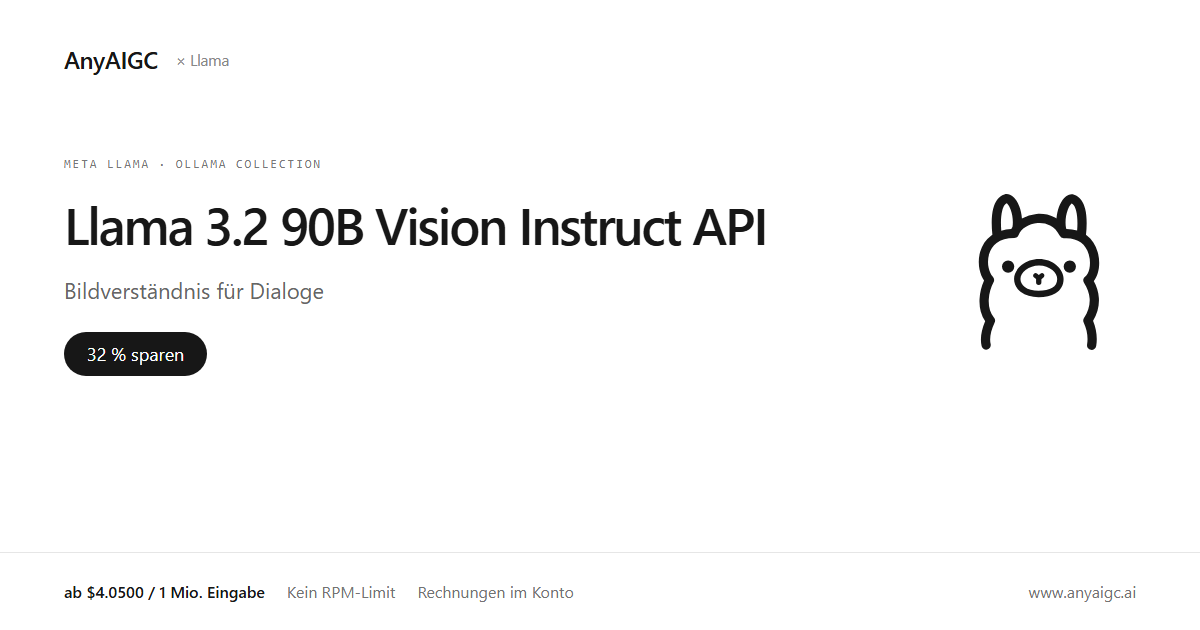 AnyAIGC × Llama
META LLAMA · OLLAMA COLLECTION
Llama 3.2 90B Vision Instruct API
Bildverständnis für Dialoge
32 % sparen
ab $4.0500 / 1 Mio. Eingabe Kein RPM-Limit Rechnungen im Konto www.anyaigc.ai